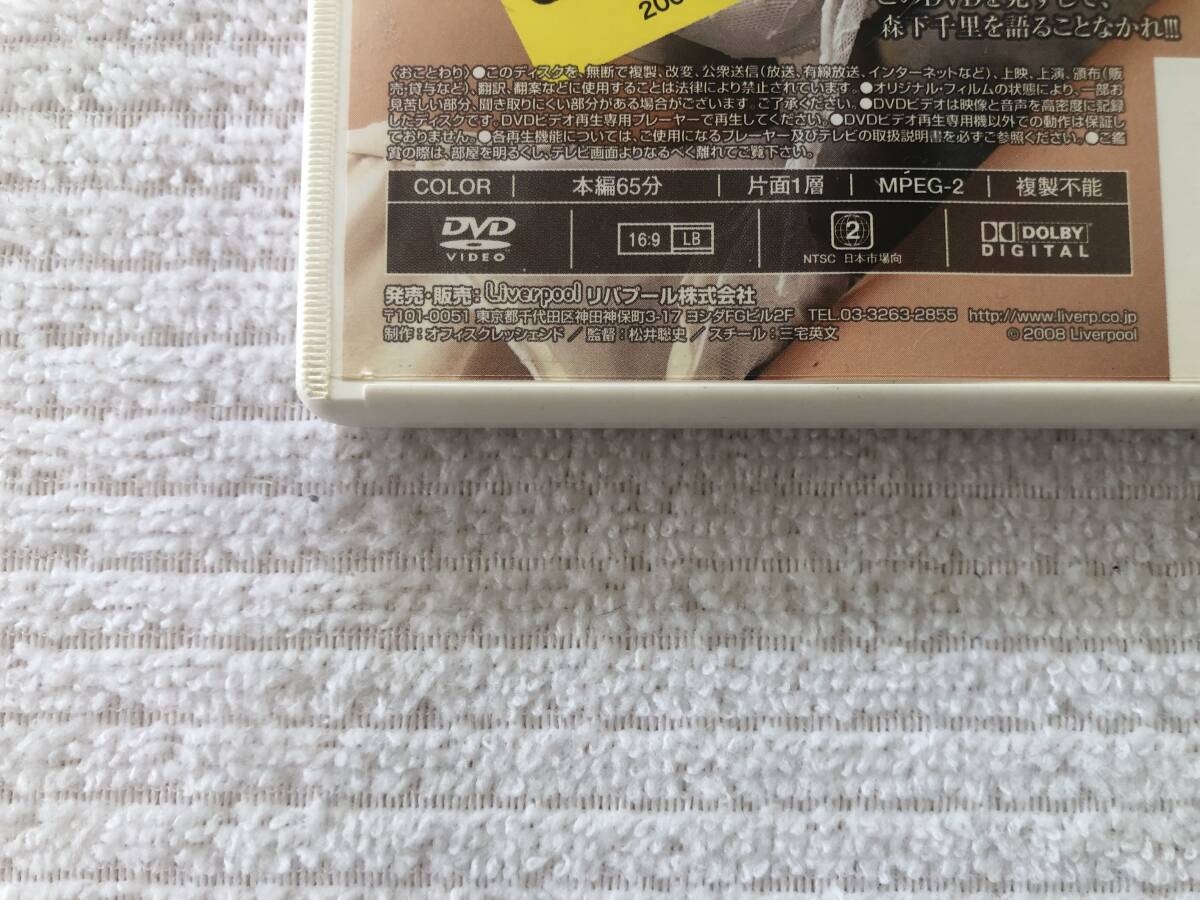 200
このDVDを見ずして、
森下千里を語ることなかれ!!!
〈おことわり〉●このディスクを、無断で複製、改変、公衆送信(放送、有線放送、インターネットなど)、上映、上演、頒布(販
売、貸与など)、翻訳、翻案などに使用することは法律により禁止されています。●オリジナル・フィルムの状態により、一部お
見苦しい部分、聞き取りにくい部分がある場合がございます。ご了承ください。●DVDビデオは映像と音声を高密度に記録
したディスクです。DVDビデオ再生専用プレーヤーで再生してください。●DVDビデオ再生専用機以外での動作は保証し
ておりません。●各再生機能については、ご使用になるプレーヤー及びテレビの取扱説明書を必ずご参照ください。●ご鑑
賞の際は、部屋を明るくし、テレビ画面よりなるべく離れてご覧下さい。
COLOR | 本編65分 | 片面1層 | MPEG-2 | 複製不能
DVD VIDEO 16:9 LB 2 NTSC 日本市場向 DOLBY DIGITAL
発売・販売：Liverpool リバプール株式会社
〒101-0051 東京都千代田区神田神保町3-17 ヨシダFGビル2F TEL.03-3263-2855 http://www.liverp.co.jp
制作：オフィスクレッシェンド / 監督：松井聡史 / スチール：三宅英文 © 2008 Liverpool